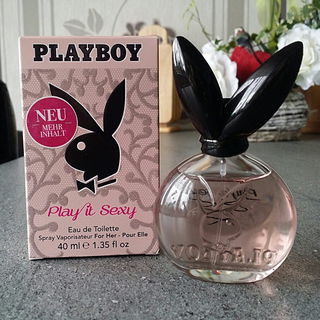 PLAYBOY
NEU
MEHR
INHALT
Play it Sexy
Eau de Toilette
Spray Vaporisateur For Her - Pour Elle
40 ml ℮ 1.35 fl oz
PLAYBOY